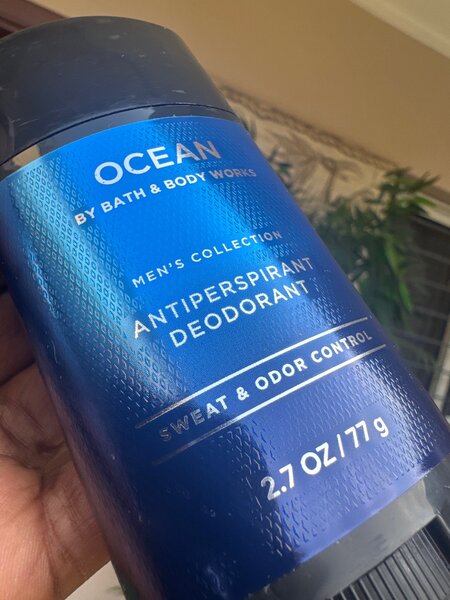 OCEAN
BY BATH & BODY WORKS
MEN'S COLLECTION
ANTIPERSPIRANT
DEODORANT
SWEAT & ODOR CONTROL
2.7 OZ / 77 g